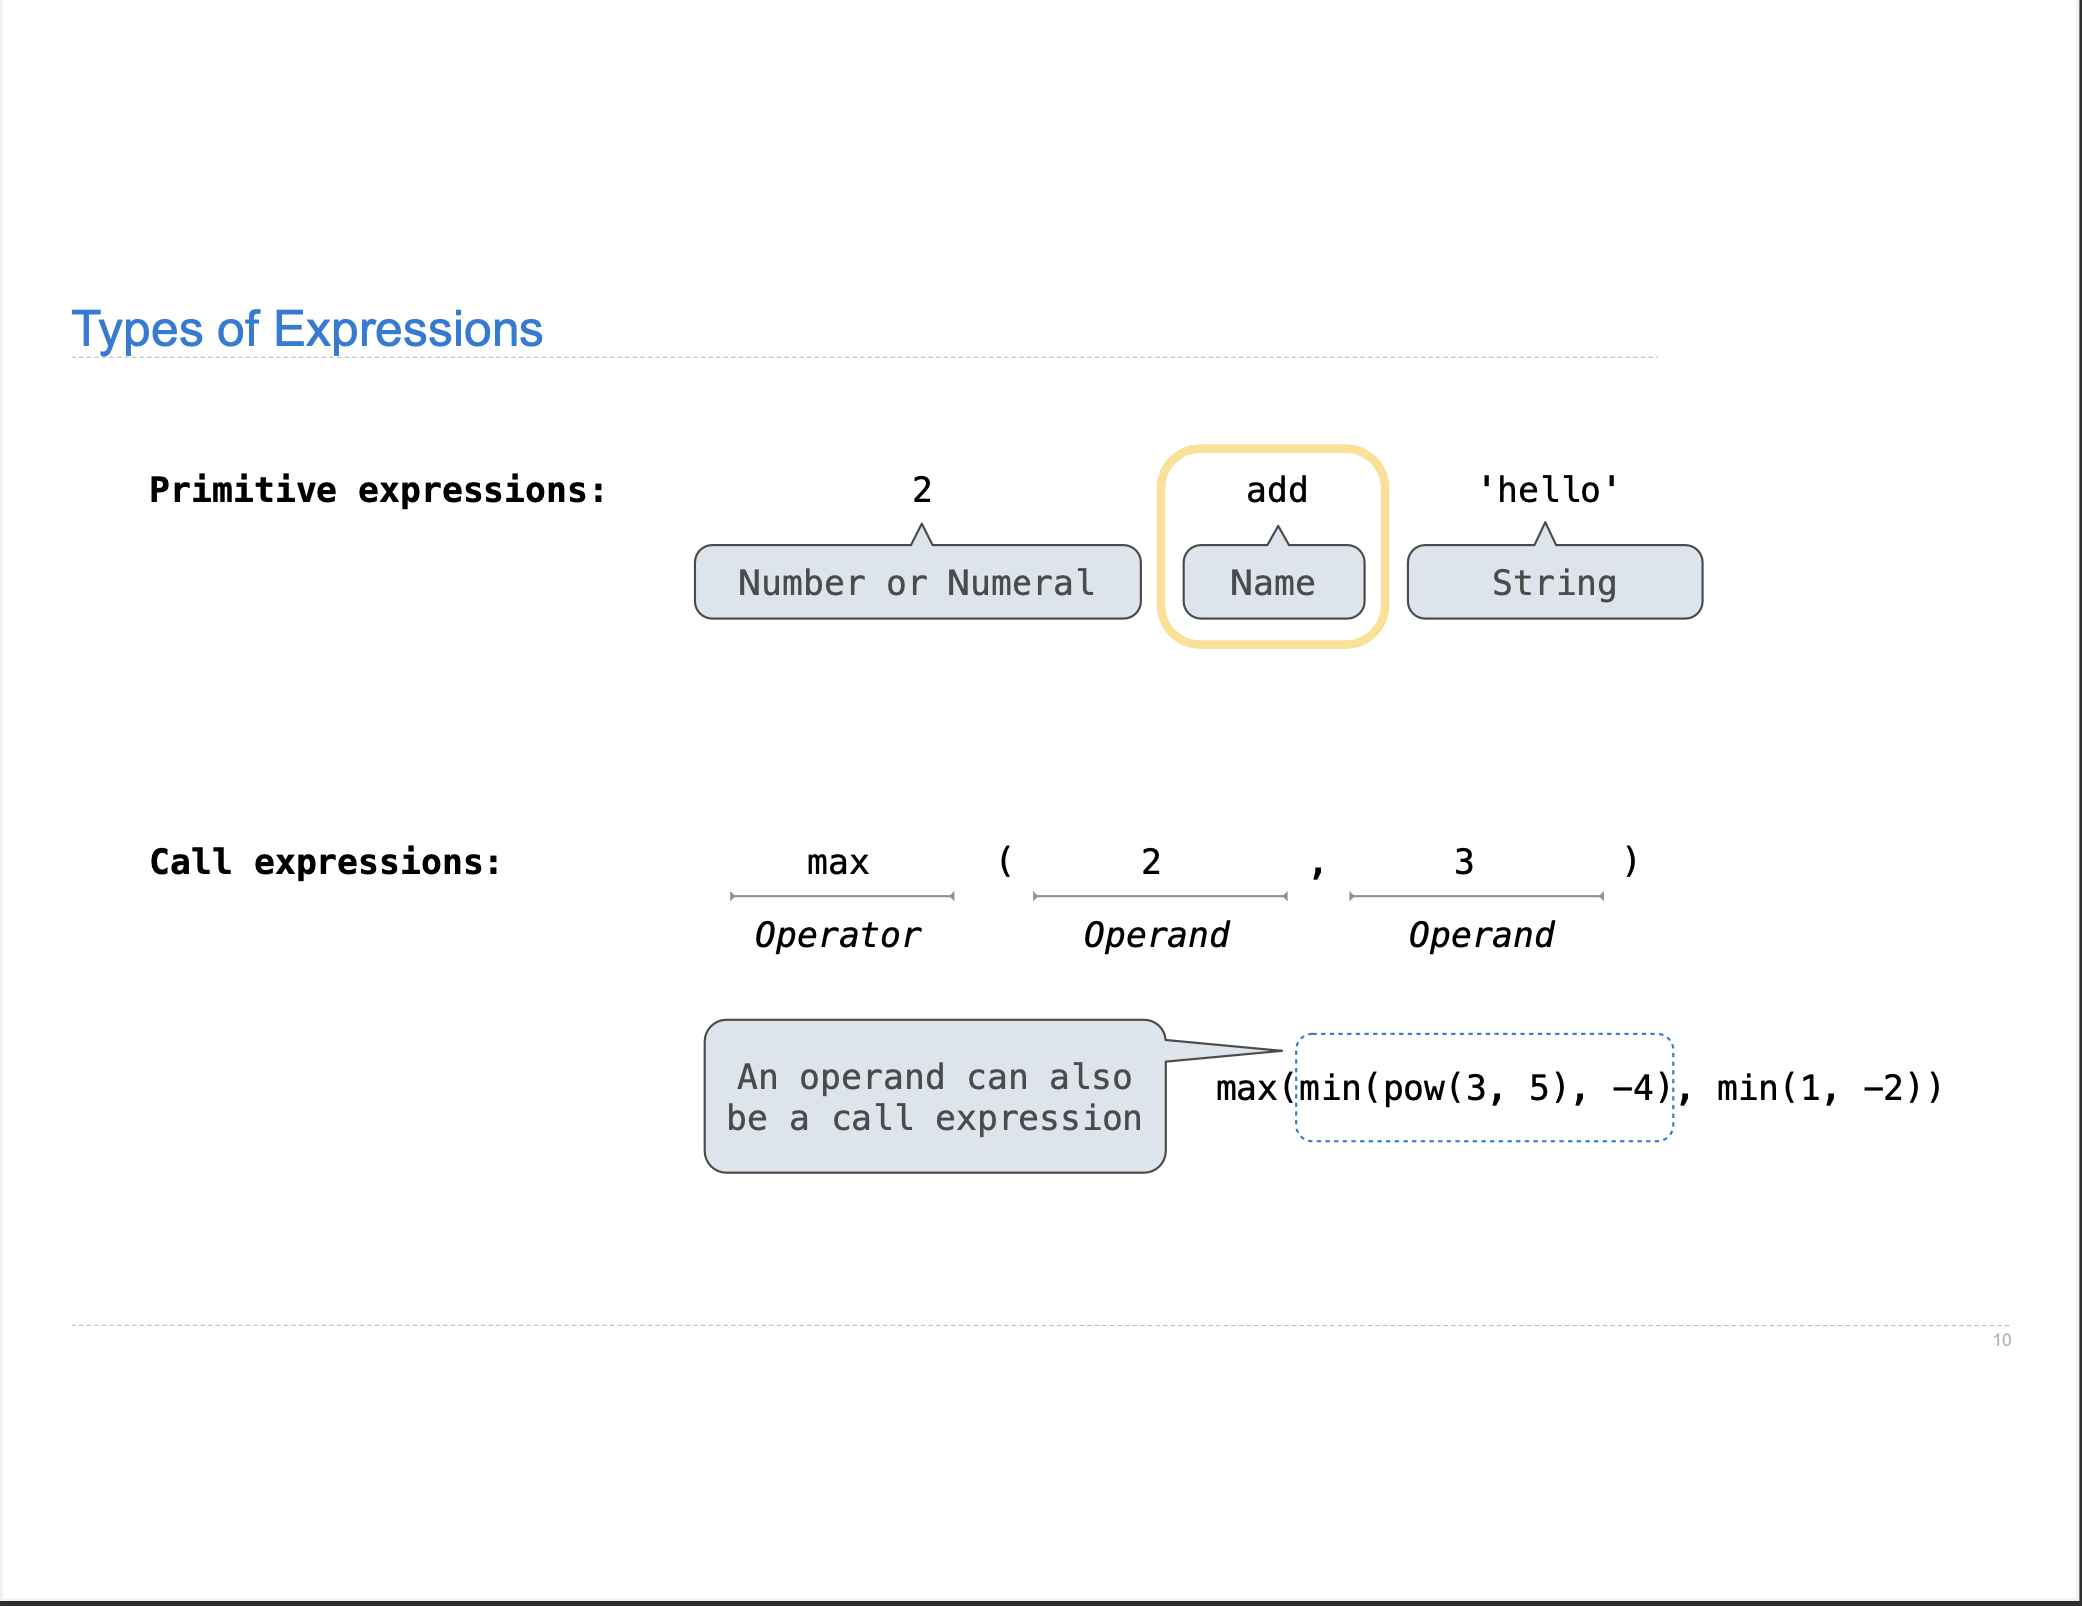 Types of Expressions
Primitive expressions: 2 add 'hello'
Number or Numeral Name String
Call expressions: max ( 2 , 3 )
Operator Operand Operand
An operand can also
be a call expression
max(min(pow(3, 5), −4), min(1, −2))
10